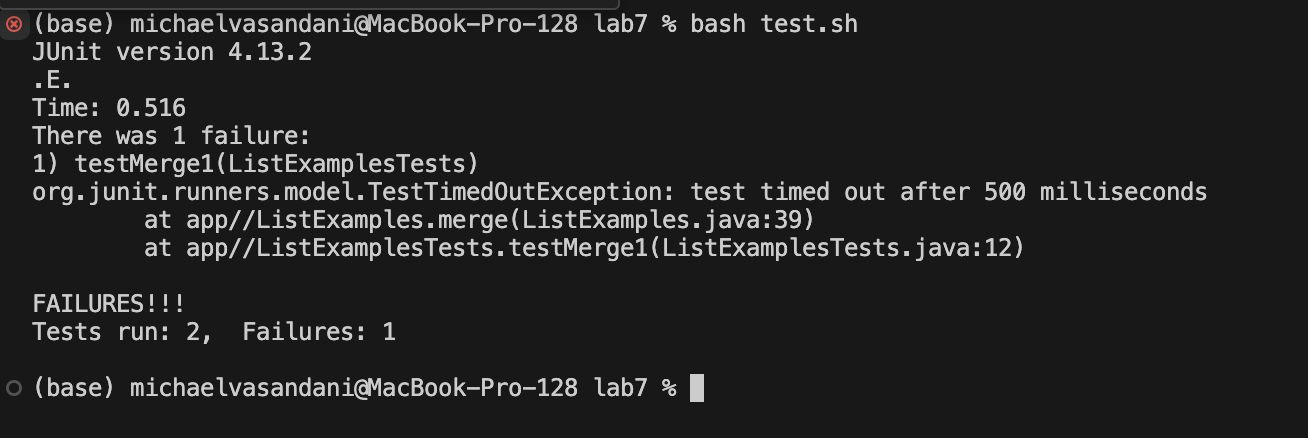 (base) michaelvasandani@MacBook-Pro-128 lab7 % bash test.sh
JUnit version 4.13.2
.E.
Time: 0.516
There was 1 failure:
1) testMerge1(ListExamplesTests)
org.junit.runners.model.TestTimedOutException: test timed out after 500 milliseconds
        at app//ListExamples.merge(ListExamples.java:39)
        at app//ListExamplesTests.testMerge1(ListExamplesTests.java:12)

FAILURES!!!
Tests run: 2,  Failures: 1

(base) michaelvasandani@MacBook-Pro-128 lab7 %